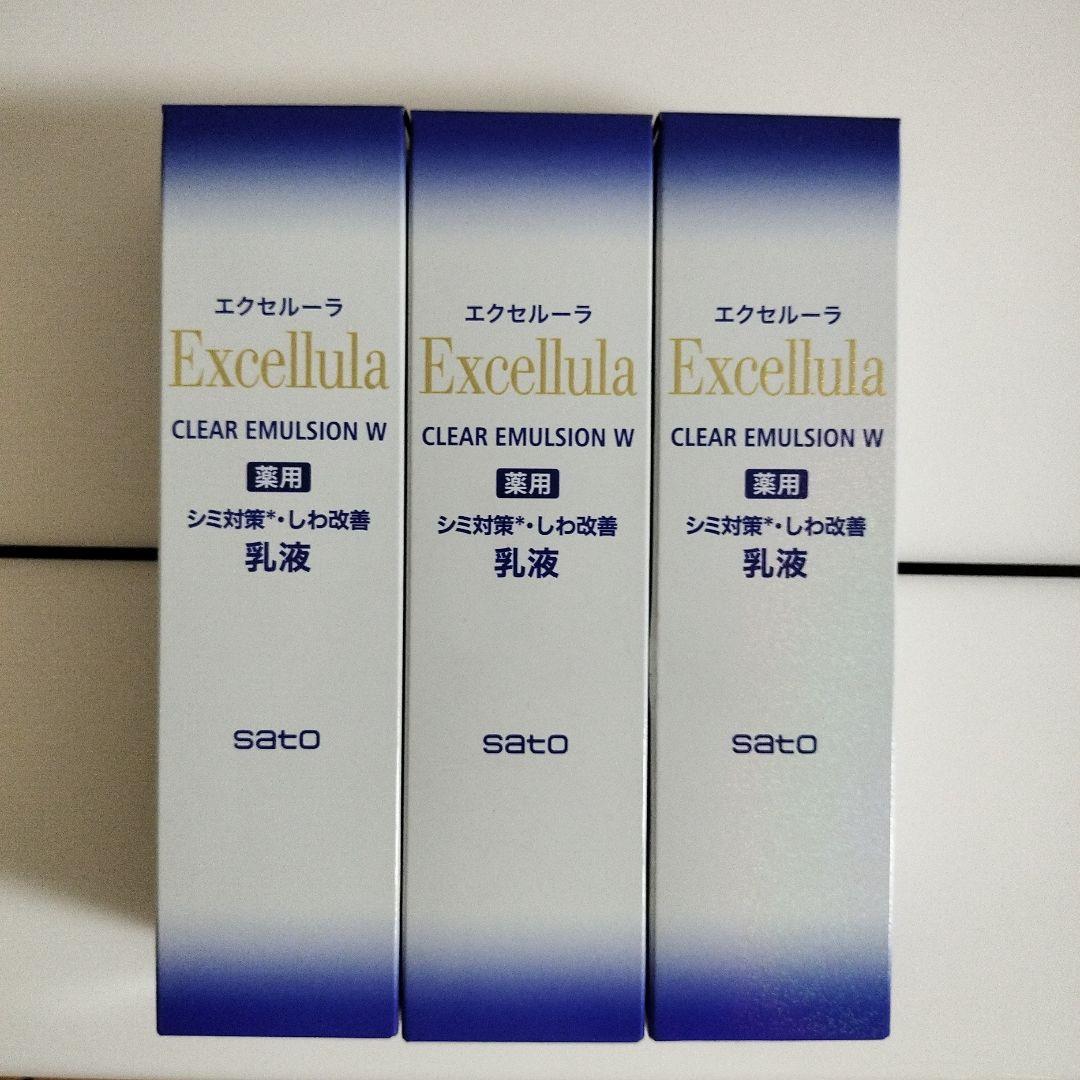 エクセルーラ
Excellula
CLEAR EMULSION W
薬用
シミ対策*・しわ改善
乳液
sato
エクセルーラ
Excellula
CLEAR EMULSION W
薬用
シミ対策*・しわ改善
乳液
sato
エクセルーラ
Excellula
CLEAR EMULSION W
薬用
シミ対策*・しわ改善
乳液
sato